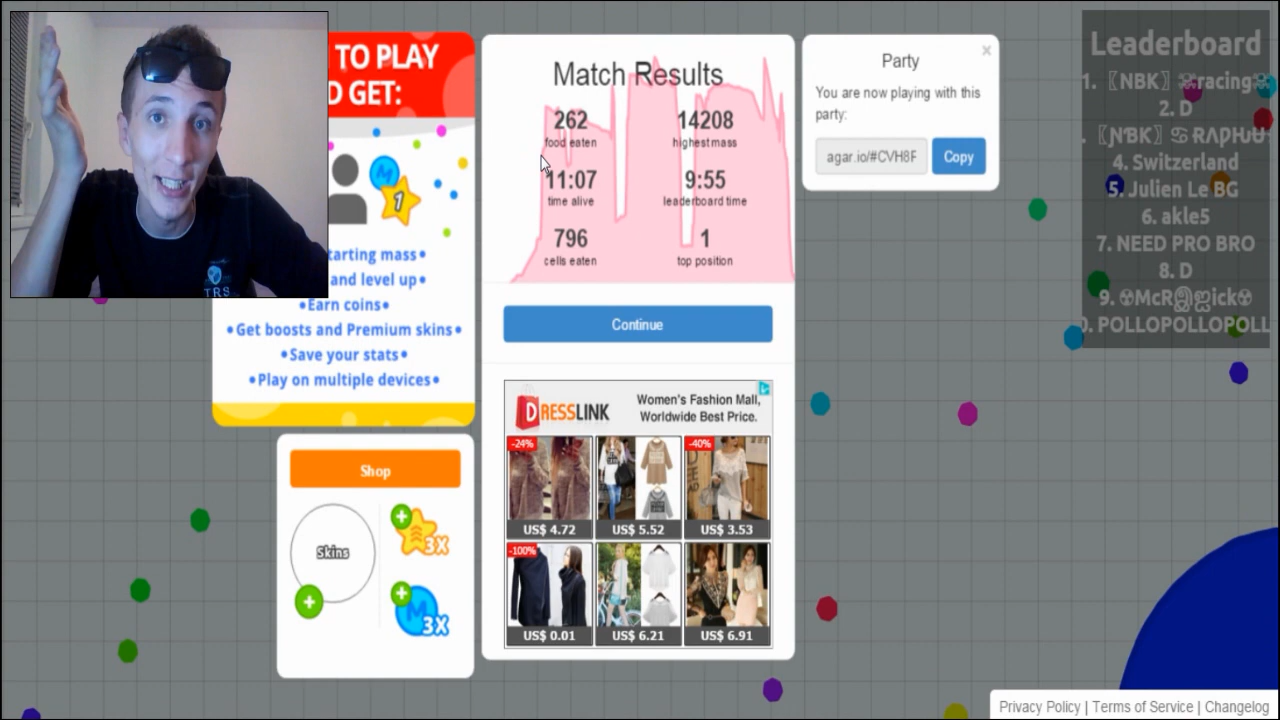 TO PLAY
D GET:
1
starting mass•
and level up•
•Earn coins•
•Get boosts and Premium skins•
•Save your stats•
•Play on multiple devices•
TRS
Shop
Skins
3X
M
3X
Match Results
262
food eaten
14208
highest mass
11:07
time alive
9:55
leaderboard time
796
cells eaten
1
top position
Continue
DRESSLINK
Women's Fashion Mall,
Worldwide Best Price.
-24%
-40%
US$ 4.72
US$ 5.52
US$ 3.53
-100%
US$ 0.01
US$ 6.21
US$ 6.91
Party
×
You are now playing with this
party:
agar.io/#CVH8F
Copy
Leaderboard
1. 〖NBK〗☠racing☠
2. D
4. Switzerland
5. Julien Le BG
6. akle5
7. NEED PRO BRO
8. D
9. ☢McRஇஜick☢
POLLOPOLLOPOLL
Privacy Policy | Terms of Service | Changelog